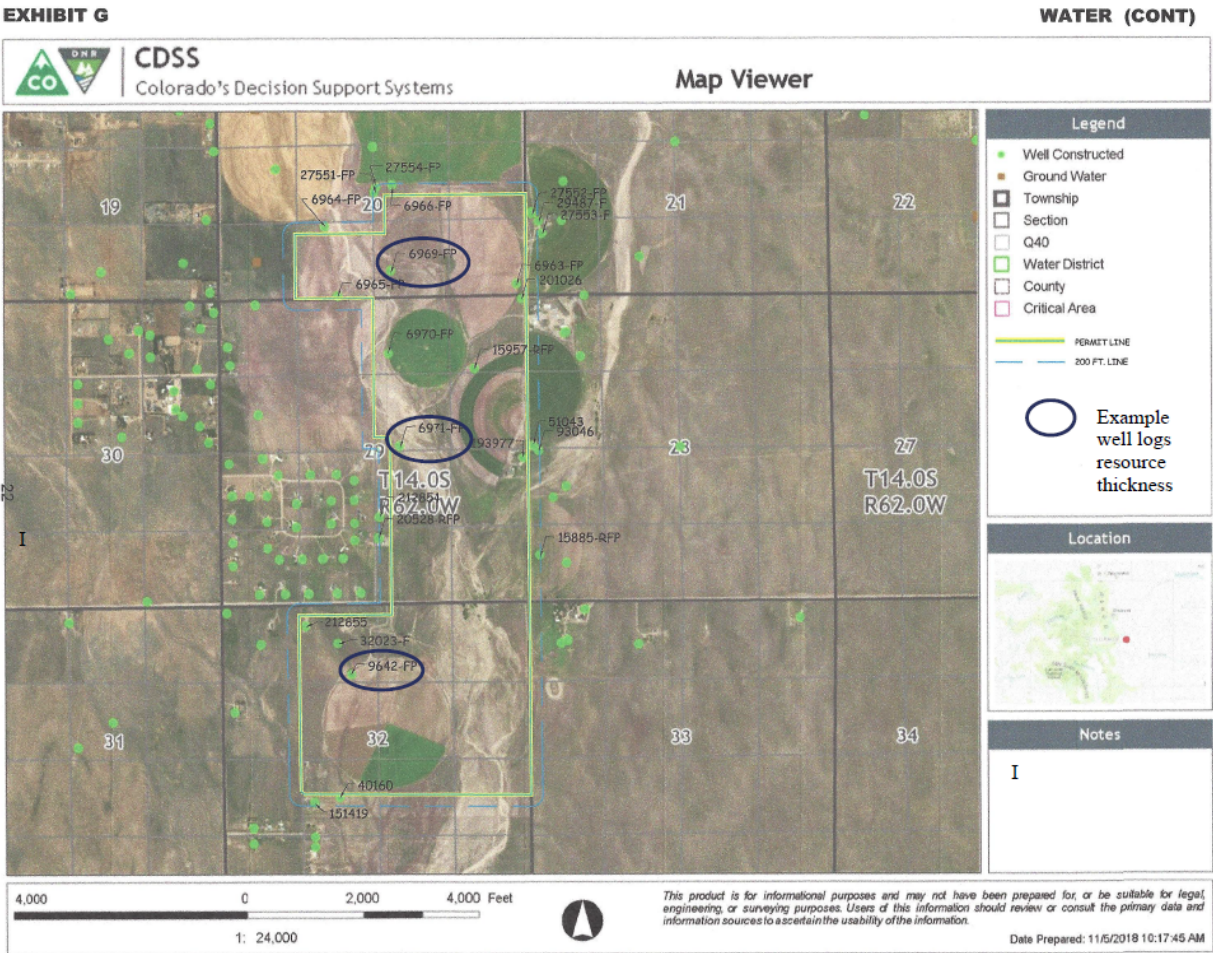 EXHIBIT G
WATER (CONT)
CO
DNR
CDSS
Colorado's Decision Support Systems
Map Viewer
19
20
21
22
27551-FP
27554-FP
6964-FP
6966-FP
27552-FP
29487-F
27553-F
6969-FP
6963-FP
201026
6965-FP
6970-FP
15957-RFP
6971-FP
51043
93046
93977
30
29
28
27
T14.0S
R62.0W
T14.0S
R62.0W
22
I
212851
20528-RFP
15885-RFP
212855
32023-F
9642-FP
31
32
33
34
40160
151419
Legend
Well Constructed
Ground Water
Township
Section
Q40
Water District
County
Critical Area
PERMIT LINE
200 FT. LINE
Example
well logs
resource
thickness
Location
Notes
I
4,000
0
2,000
4,000 Feet
1: 24,000
This product is for informational purposes and may not have been prepared for, or be suitable for legal,
engineering, or surveying purposes. Users of this information should review or consult the primary data and
information sources to ascertain the usability of the information.
Date Prepared: 11/5/2018 10:17:45 AM